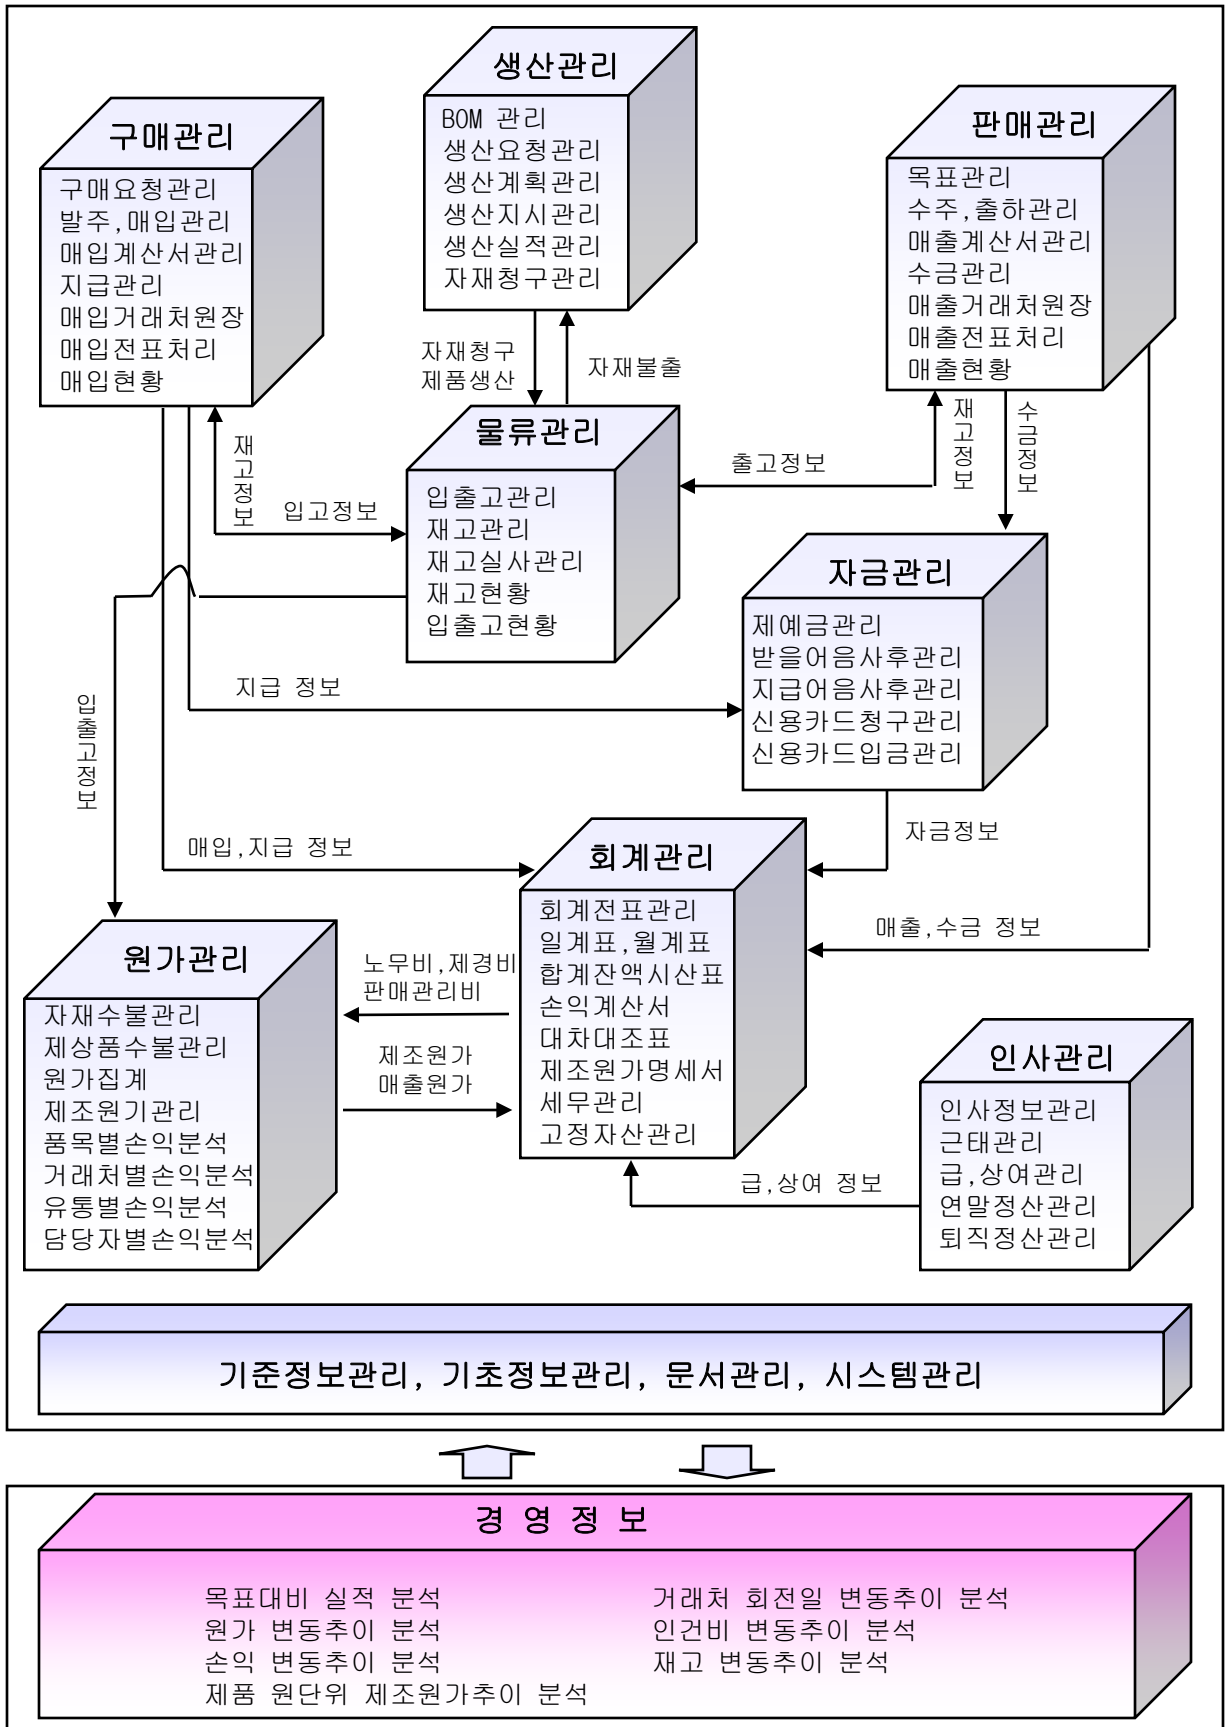 생산관리
BOM 관리
생산요청관리
생산계획관리
생산지시관리
생산실적관리
자재청구관리
구매관리
구매요청관리
발주,매입관리
매입계산서관리
지급관리
매입거래처원장
매입전표처리
매입현황
판매관리
목표관리
수주,출하관리
매출계산서관리
수금관리
매출거래처원장
매출전표처리
매출현황
자재청구
제품생산
자재불출
재고정보
입고정보
물류관리
입출고관리
재고관리
재고실사관리
재고현황
입출고현황
출고정보
재고정보
수금정보
자금관리
제예금관리
받을어음사후관리
지급어음사후관리
신용카드청구관리
신용카드입금관리
지급 정보
입출고정보
매입,지급 정보
자금정보
회계관리
회계전표관리
일계표,월계표
합계잔액시산표
손익계산서
대차대조표
제조원가명세서
세무관리
고정자산관리
매출,수금 정보
원가관리
자재수불관리
제상품수불관리
원가집계
제조원기관리
품목별손익분석
거래처별손익분석
유통별손익분석
담당자별손익분석
노무비,제경비
판매관리비
제조원가
매출원가
인사관리
인사정보관리
근태관리
급,상여관리
연말정산관리
퇴직정산관리
급,상여 정보
기준정보관리, 기초정보관리, 문서관리, 시스템관리
경 영 정 보
목표대비 실적 분석
원가 변동추이 분석
손익 변동추이 분석
제품 원단위 제조원가추이 분석
거래처 회전일 변동추이 분석
인건비 변동추이 분석
재고 변동추이 분석